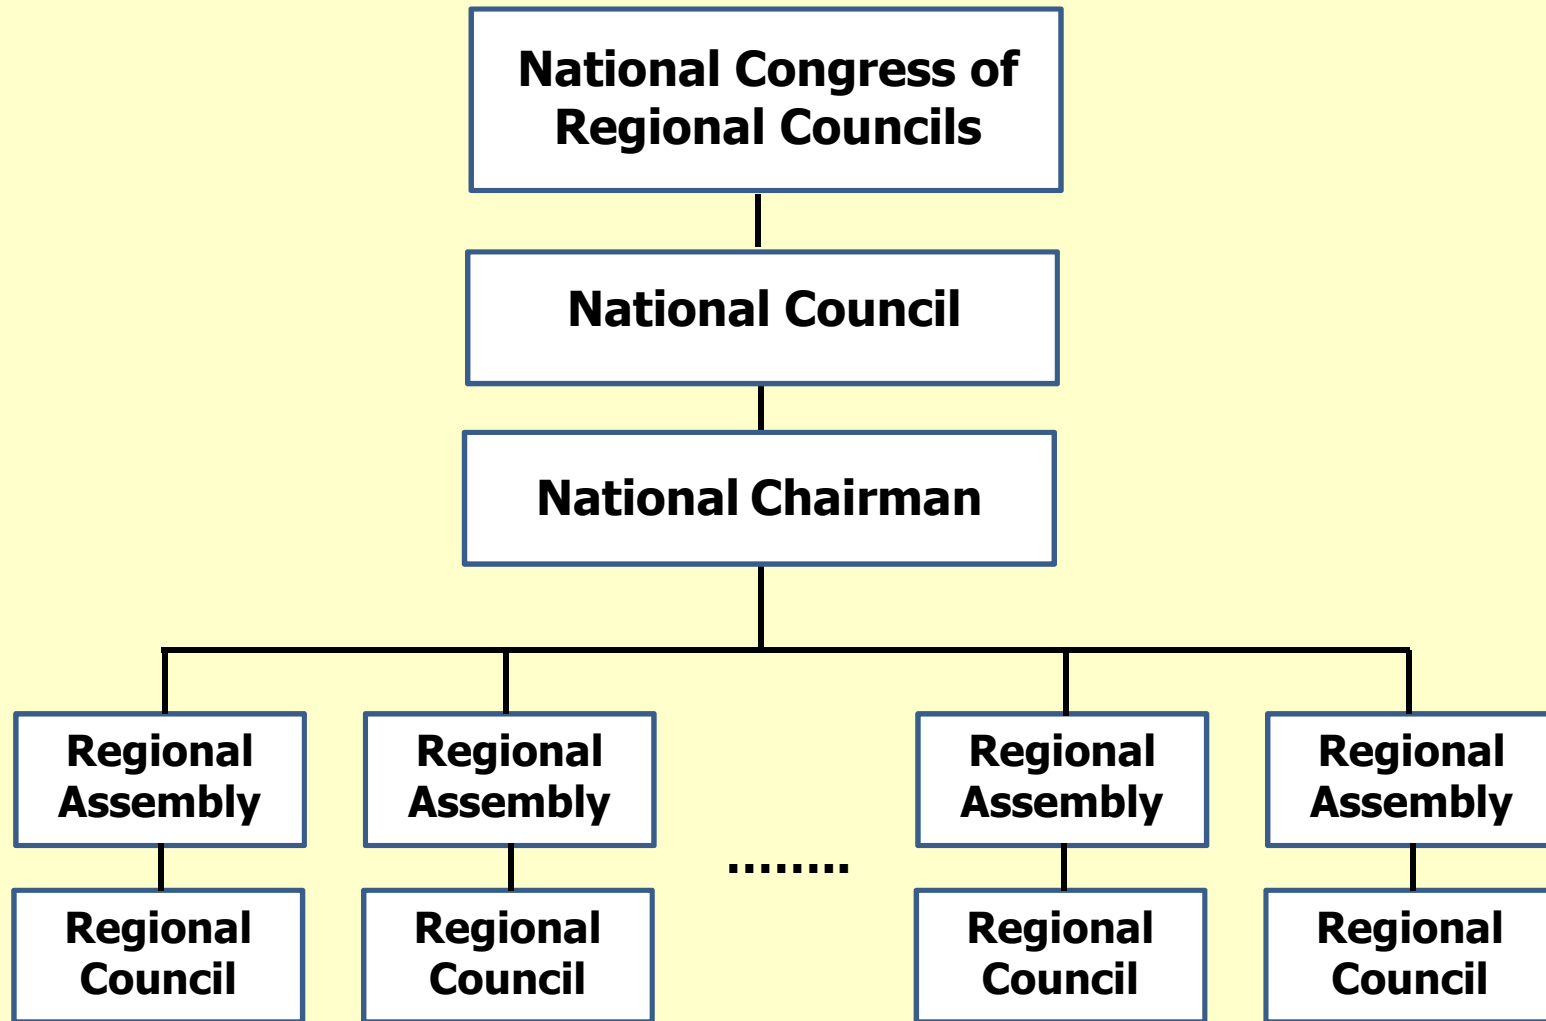 National Congress of
Regional Councils
National Council
National Chairman
Regional
Assembly
Regional
Assembly
Regional
Assembly
Regional
Assembly
........
Regional
Council
Regional
Council
Regional
Council
Regional
Council